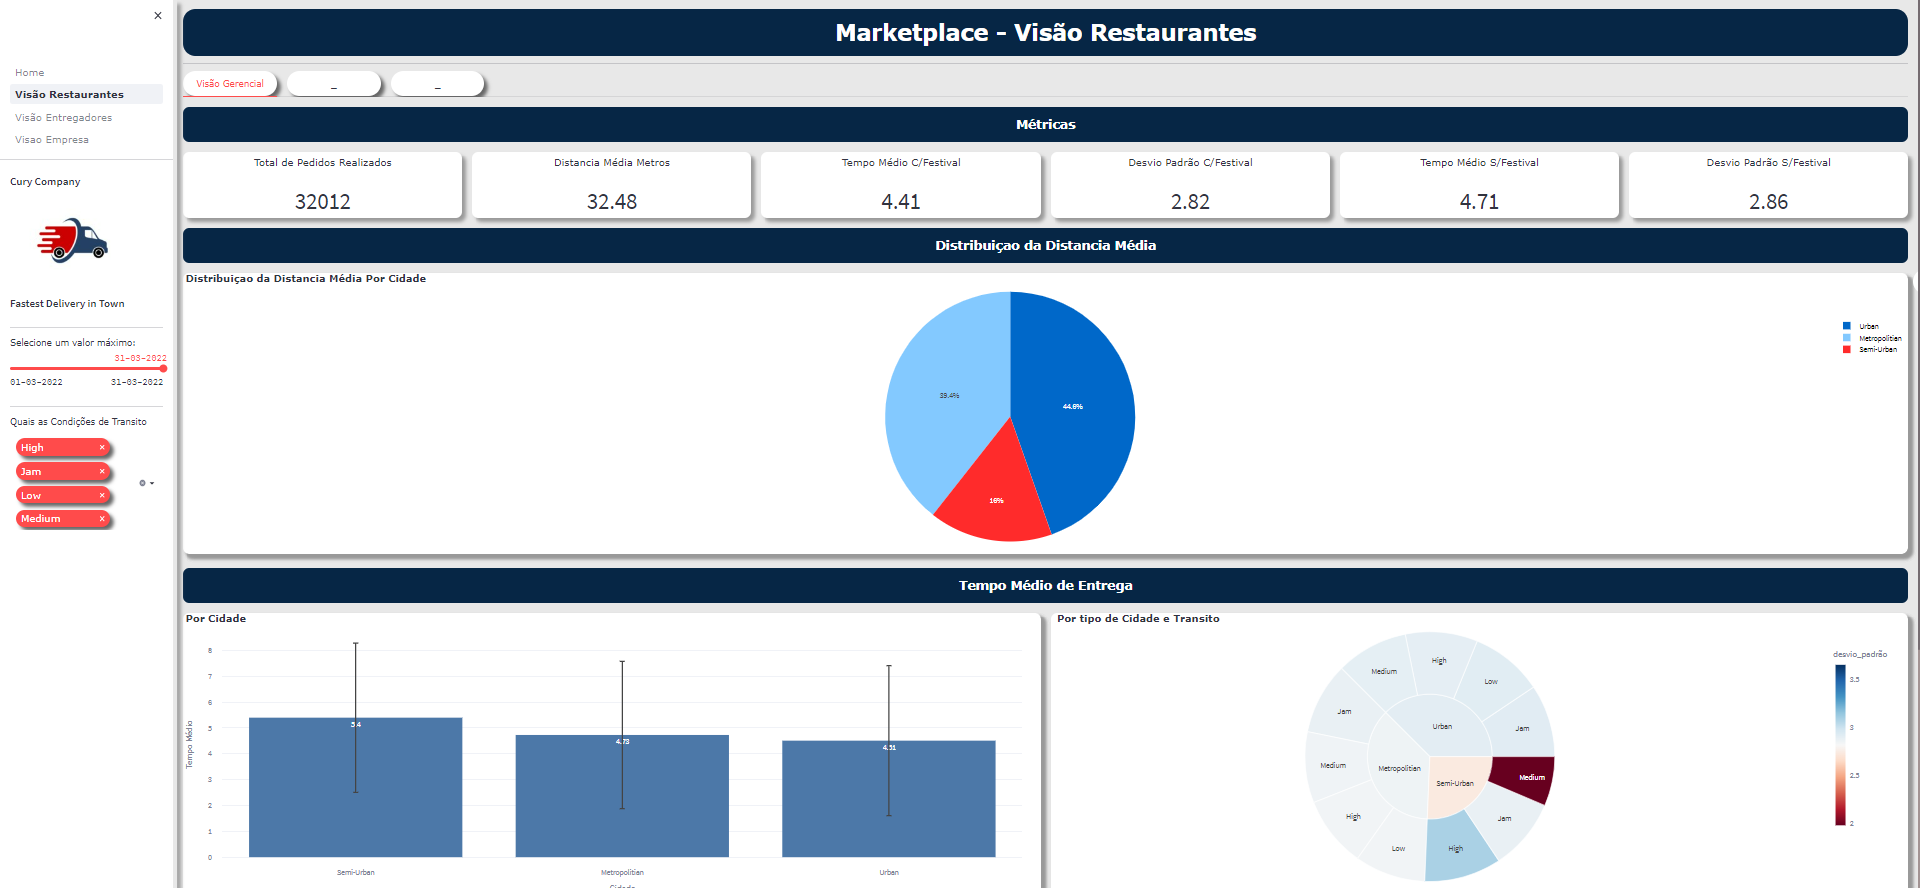 ×
Home
Visão Restaurantes
Visão Entregadores
Visao Empresa
Cury Company
Fastest Delivery in Town
Selecione um valor máximo:
31-03-2022
01-03-2022 31-03-2022
Quais as Condições de Transito
High ×
Jam ×
Low ×
Medium ×
Marketplace - Visão Restaurantes
Visão Gerencial _ _
Métricas
Total de Pedidos Realizados
32012
Distancia Média Metros
32.48
Tempo Médio C/Festival
4.41
Desvio Padrão C/Festival
2.82
Tempo Médio S/Festival
4.71
Desvio Padrão S/Festival
2.86
Distribuiçao da Distancia Média
Distribuiçao da Distancia Média Por Cidade
39.4%
44.6%
16%
Urban
Metropolitian
Semi-Urban
Tempo Médio de Entrega
Por Cidade
8
7
6
5
4
3
2
1
0
Tempo Médio
5.4
4.73
4.51
Semi-Urban
Metropolitian
Urban
Cidade
Por tipo de Cidade e Transito
Medium
High
Low
Jam
Urban
Jam
Medium
High
Low
Metropolitian
Semi-Urban
Medium
Jam
High
desvio_padrão
3.5
3
2.5
2